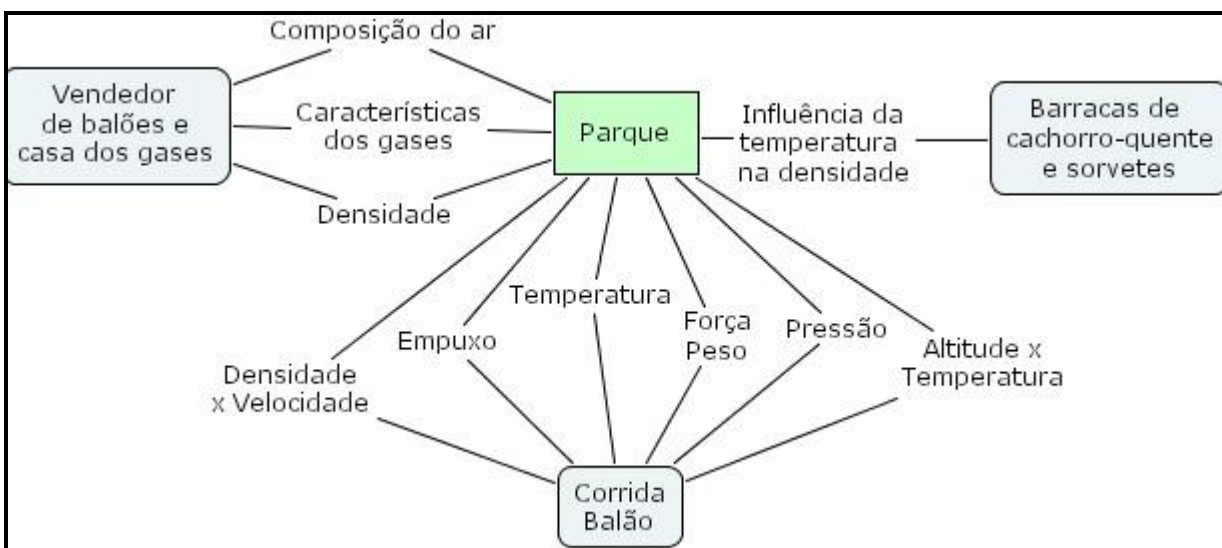 Composição do ar
Vendedor
de balões e
casa dos gases
Características
dos gases
Densidade
Parque
Influência da
temperatura
na densidade
Barracas de
cachorro-quente
e sorvetes
Densidade
x Velocidade
Empuxo
Temperatura
Força
Peso
Pressão
Altitude x
Temperatura
Corrida
Balão